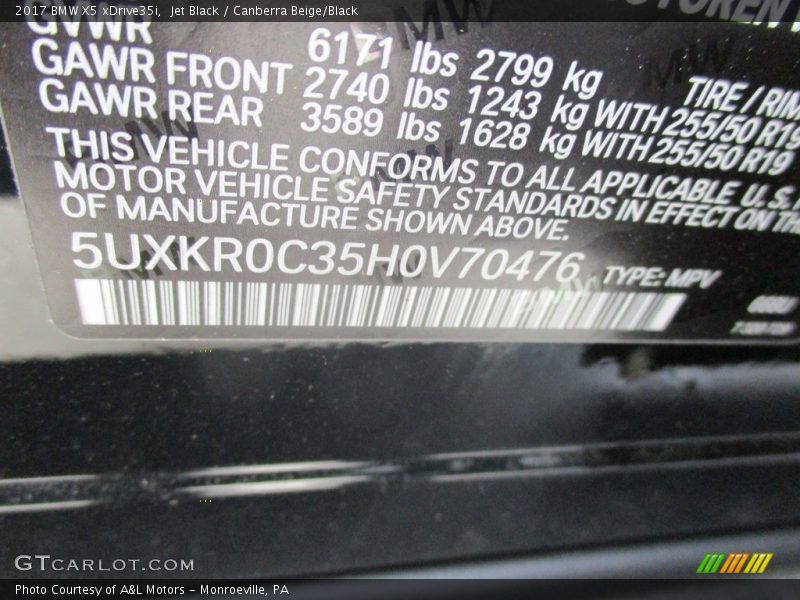 2017 BMW X5 xDrive35i, Jet Black / Canberra Beige/Black
GVWR 6171 lbs 2799 kg
GAWR FRONT 2740 lbs 1243 kg WITH 255/50 R19
GAWR REAR 3589 lbs 1628 kg WITH 255/50 R19
TIRE / RIM
THIS VEHICLE CONFORMS TO ALL APPLICABLE U.S.
MOTOR VEHICLE SAFETY STANDARDS IN EFFECT ON THE
OF MANUFACTURE SHOWN ABOVE.
5UXKR0C35H0V70476 TYPE: MPV
GTCARLOT.COM
Photo Courtesy of A&L Motors - Monroeville, PA